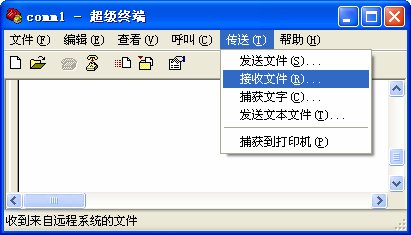 comm1 - 超级终端
文件(F) 编辑(E) 查看(V) 呼叫(C) 传送(T) 帮助(H)
发送文件(S)...
接收文件(R)...
捕获文字(C)...
发送文本文件(T)...
捕获到打印机(P)
收到来自远程系统的文件